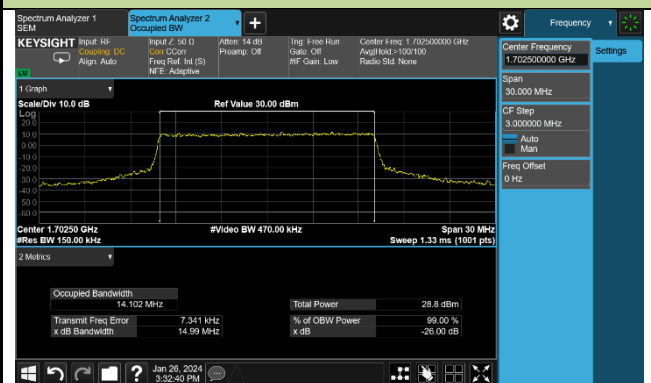 Spectrum Analyzer 1
SEM
Spectrum Analyzer 2
Occupied BW
Frequency
KEYSIGHT
Input: RF
Coupling: DC
Align: Auto
Input Z: 50 Ω
Corr CCorr
Freq Ref: Int (S)
NFE: Adaptive
Atten: 14 dB
Preamp: Off
Trig: Free Run
Gate: Off
#IF Gain: Low
Center Freq: 1.702500000 GHz
Avg|Hold:>100/100
Radio Std: None
LXI
Center Frequency
1.702500000 GHz
Settings
Span
30.000 MHz
CF Step
3.000000 MHz
Auto
Man
Freq Offset
0 Hz
1 Graph
Scale/Div 10.0 dB
Ref Value 30.00 dBm
Log
20.0
10.0
0.00
-10.0
-20.0
-30.0
-40.0
-50.0
-60.0
Center 1.70250 GHz
#Video BW 470.00 kHz
Span 30 MHz
#Res BW 150.00 kHz
Sweep 1.33 ms (1001 pts)
2 Metrics
Occupied Bandwidth
14.102 MHz
Total Power
28.8 dBm
Transmit Freq Error
7.341 kHz
% of OBW Power
99.00 %
x dB Bandwidth
14.99 MHz
x dB
-26.00 dB
?
Jan 26, 2024
3:32:40 PM